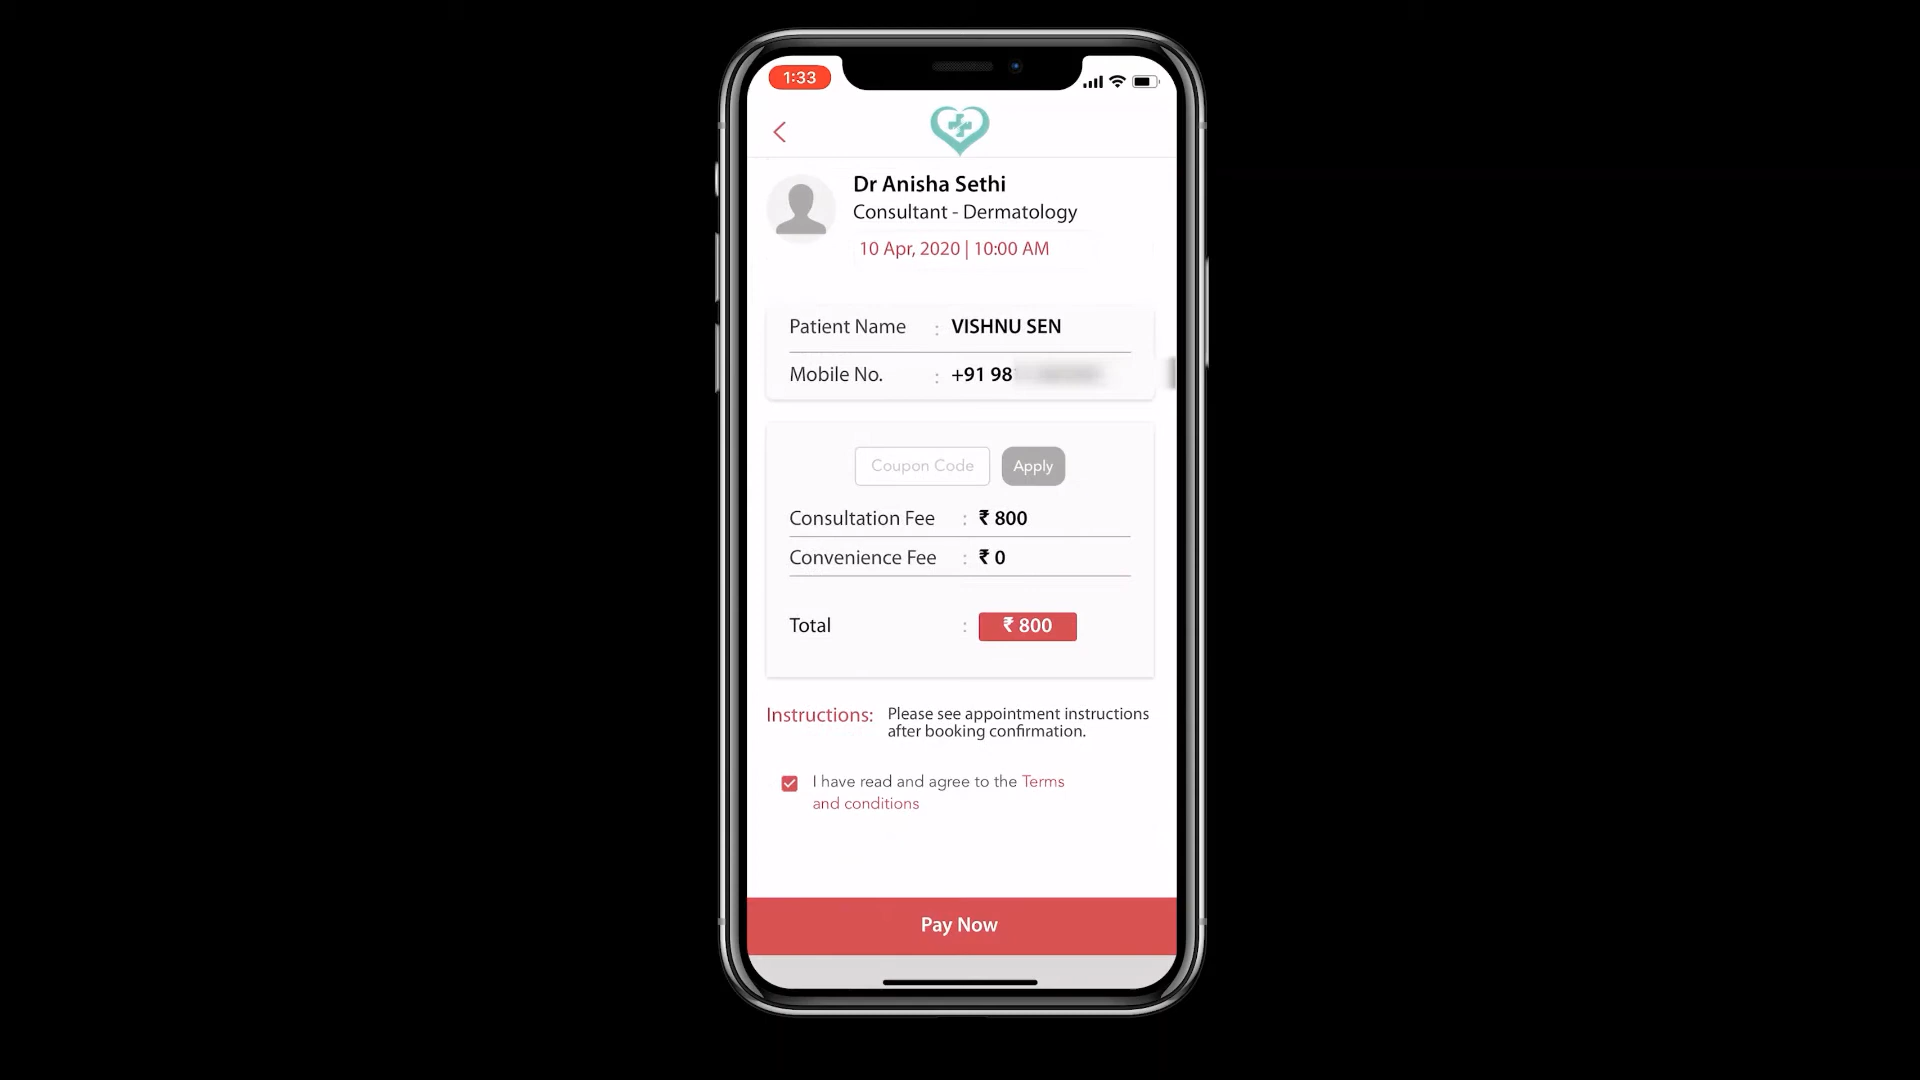 1:33
Dr Anisha Sethi
Consultant - Dermatology
10 Apr, 2020 | 10:00 AM
Patient Name : VISHNU SEN
Mobile No. : +91 98
Coupon Code Apply
Consultation Fee : ₹ 800
Convenience Fee : ₹ 0
Total : ₹ 800
Instructions: Please see appointment instructions
after booking confirmation.
I have read and agree to the Terms
and conditions
Pay Now